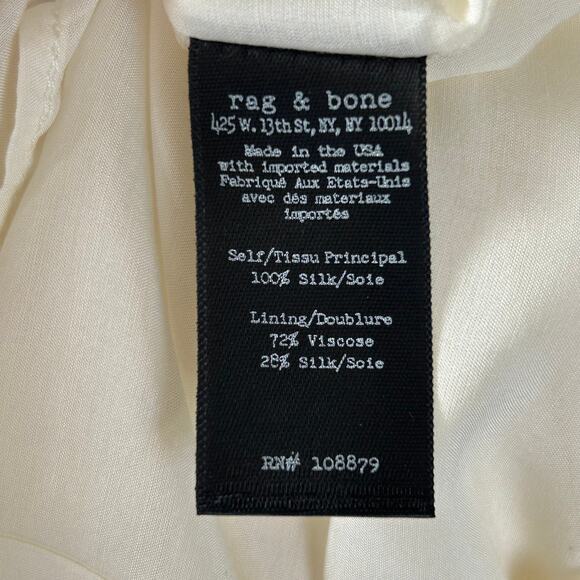 rag & bone
425 W. 13th St, NY, NY 10014
Made in the USA
with imported materials
Fabriqué Aux Etats-Unis
avec dés materiaux
importés
Self/Tissu Principal
100% Silk/Soie
Lining/Doublure
72% Viscose
28% Silk/Soie
RN# 108879